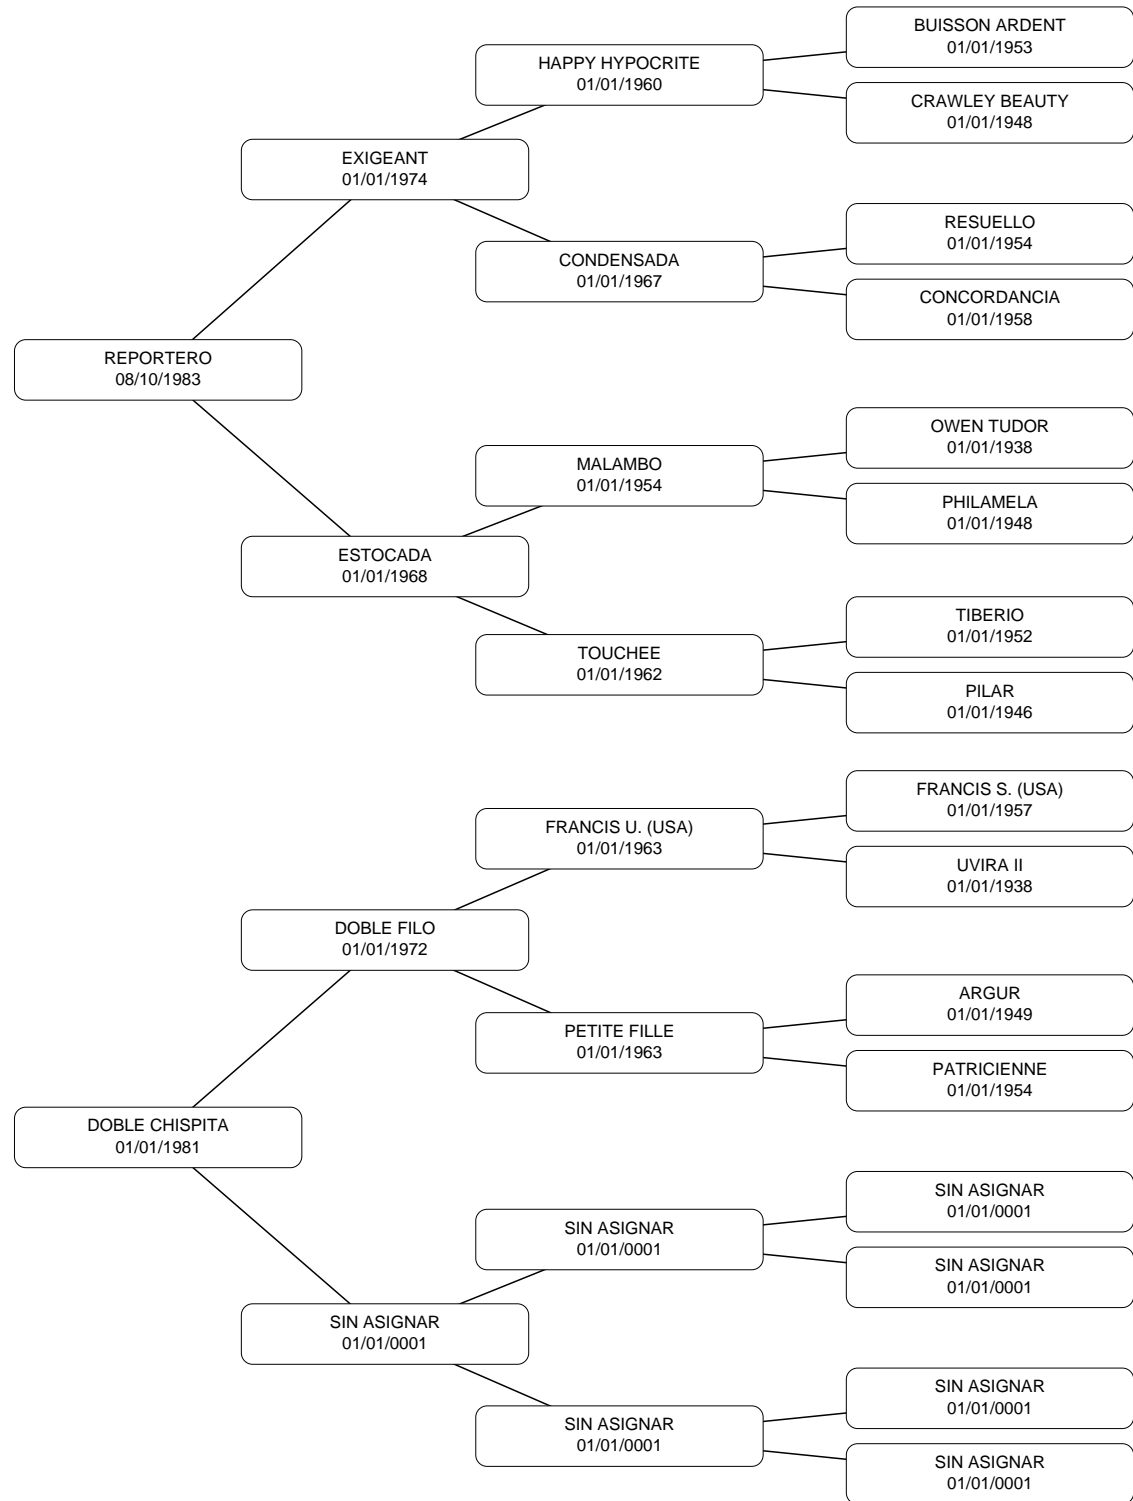 BUISSON ARDENT
01/01/1953
HAPPY HYPOCRITE
01/01/1960
CRAWLEY BEAUTY
01/01/1948
EXIGEANT
01/01/1974
RESUELLO
01/01/1954
CONDENSADA
01/01/1967
CONCORDANCIA
01/01/1958
REPORTERO
08/10/1983
OWEN TUDOR
01/01/1938
MALAMBO
01/01/1954
PHILAMELA
01/01/1948
ESTOCADA
01/01/1968
TIBERIO
01/01/1952
TOUCHEE
01/01/1962
PILAR
01/01/1946
FRANCIS S. (USA)
01/01/1957
FRANCIS U. (USA)
01/01/1963
UVIRA II
01/01/1938
DOBLE FILO
01/01/1972
ARGUR
01/01/1949
PETITE FILLE
01/01/1963
PATRICIENNE
01/01/1954
DOBLE CHISPITA
01/01/1981
SIN ASIGNAR
01/01/0001
SIN ASIGNAR
01/01/0001
SIN ASIGNAR
01/01/0001
SIN ASIGNAR
01/01/0001
SIN ASIGNAR
01/01/0001
SIN ASIGNAR
01/01/0001
SIN ASIGNAR
01/01/0001